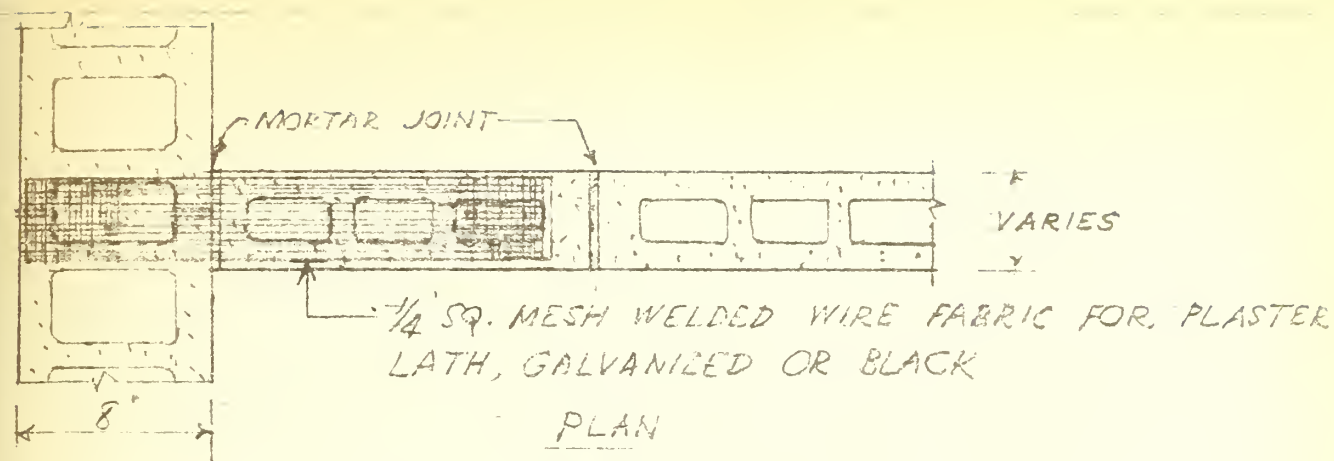 MORTAR JOINT
VARIES
1/4" SQ. MESH WELDED WIRE FABRIC FOR PLASTER
LATH, GALVANIZED OR BLACK
8"
PLAN